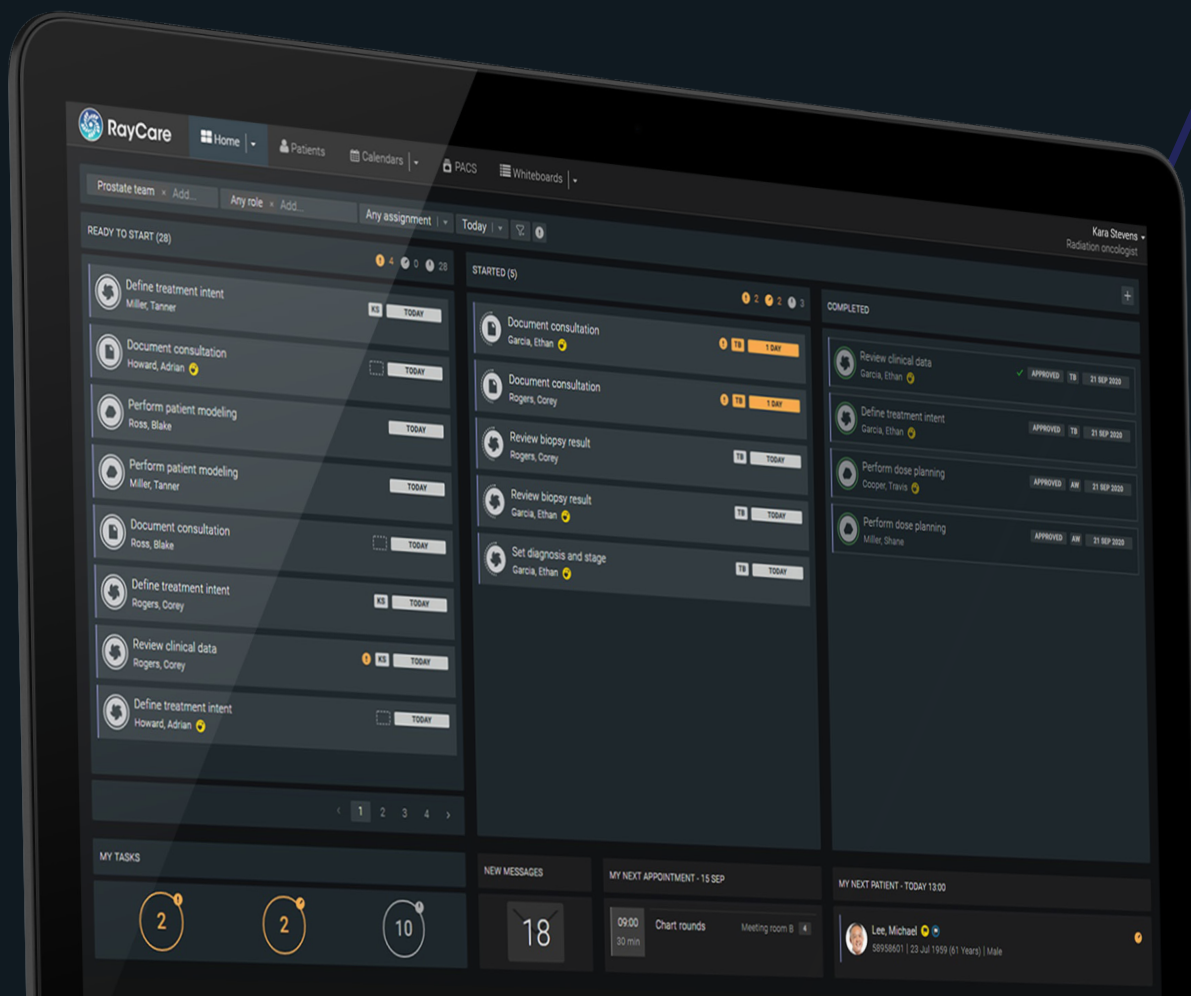 RayCare
Home
Patients
Calendars
PACS
Whiteboards
Kara Stevens
Radiation oncologist
Prostate team × Add...
Any role × Add...
Any assignment
Today
READY TO START (28)
4 0 28
Define treatment intent
Miller, Tanner
KS TODAY
Document consultation
Howard, Adrian
TODAY
Perform patient modeling
Ross, Blake
TODAY
Perform patient modeling
Miller, Tanner
TODAY
Document consultation
Ross, Blake
TODAY
Define treatment intent
Rogers, Corey
KS TODAY
Review clinical data
Rogers, Corey
KS TODAY
Define treatment intent
Howard, Adrian
TODAY
< 1 2 3 4 >
STARTED (5)
2 2 3
Document consultation
Garcia, Ethan
TB 1 DAY
Document consultation
Rogers, Corey
TB 1 DAY
Review biopsy result
Rogers, Corey
TB TODAY
Review biopsy result
Garcia, Ethan
TB TODAY
Set diagnosis and stage
Garcia, Ethan
TB TODAY
+
COMPLETED
Review clinical data
Garcia, Ethan
APPROVED TB 21 SEP 2020
Define treatment intent
Garcia, Ethan
APPROVED TB 21 SEP 2020
Perform dose planning
Cooper, Travis
APPROVED AW 21 SEP 2020
Perform dose planning
Miller, Shane
APPROVED AW 21 SEP 2020
MY TASKS
2 2 10
NEW MESSAGES
18
MY NEXT APPOINTMENT - 15 SEP
09:00 Chart rounds Meeting room B 4
30 min
MY NEXT PATIENT - TODAY 13:00
Lee, Michael
58958601 | 23 Jul 1959 (61 Years) | Male